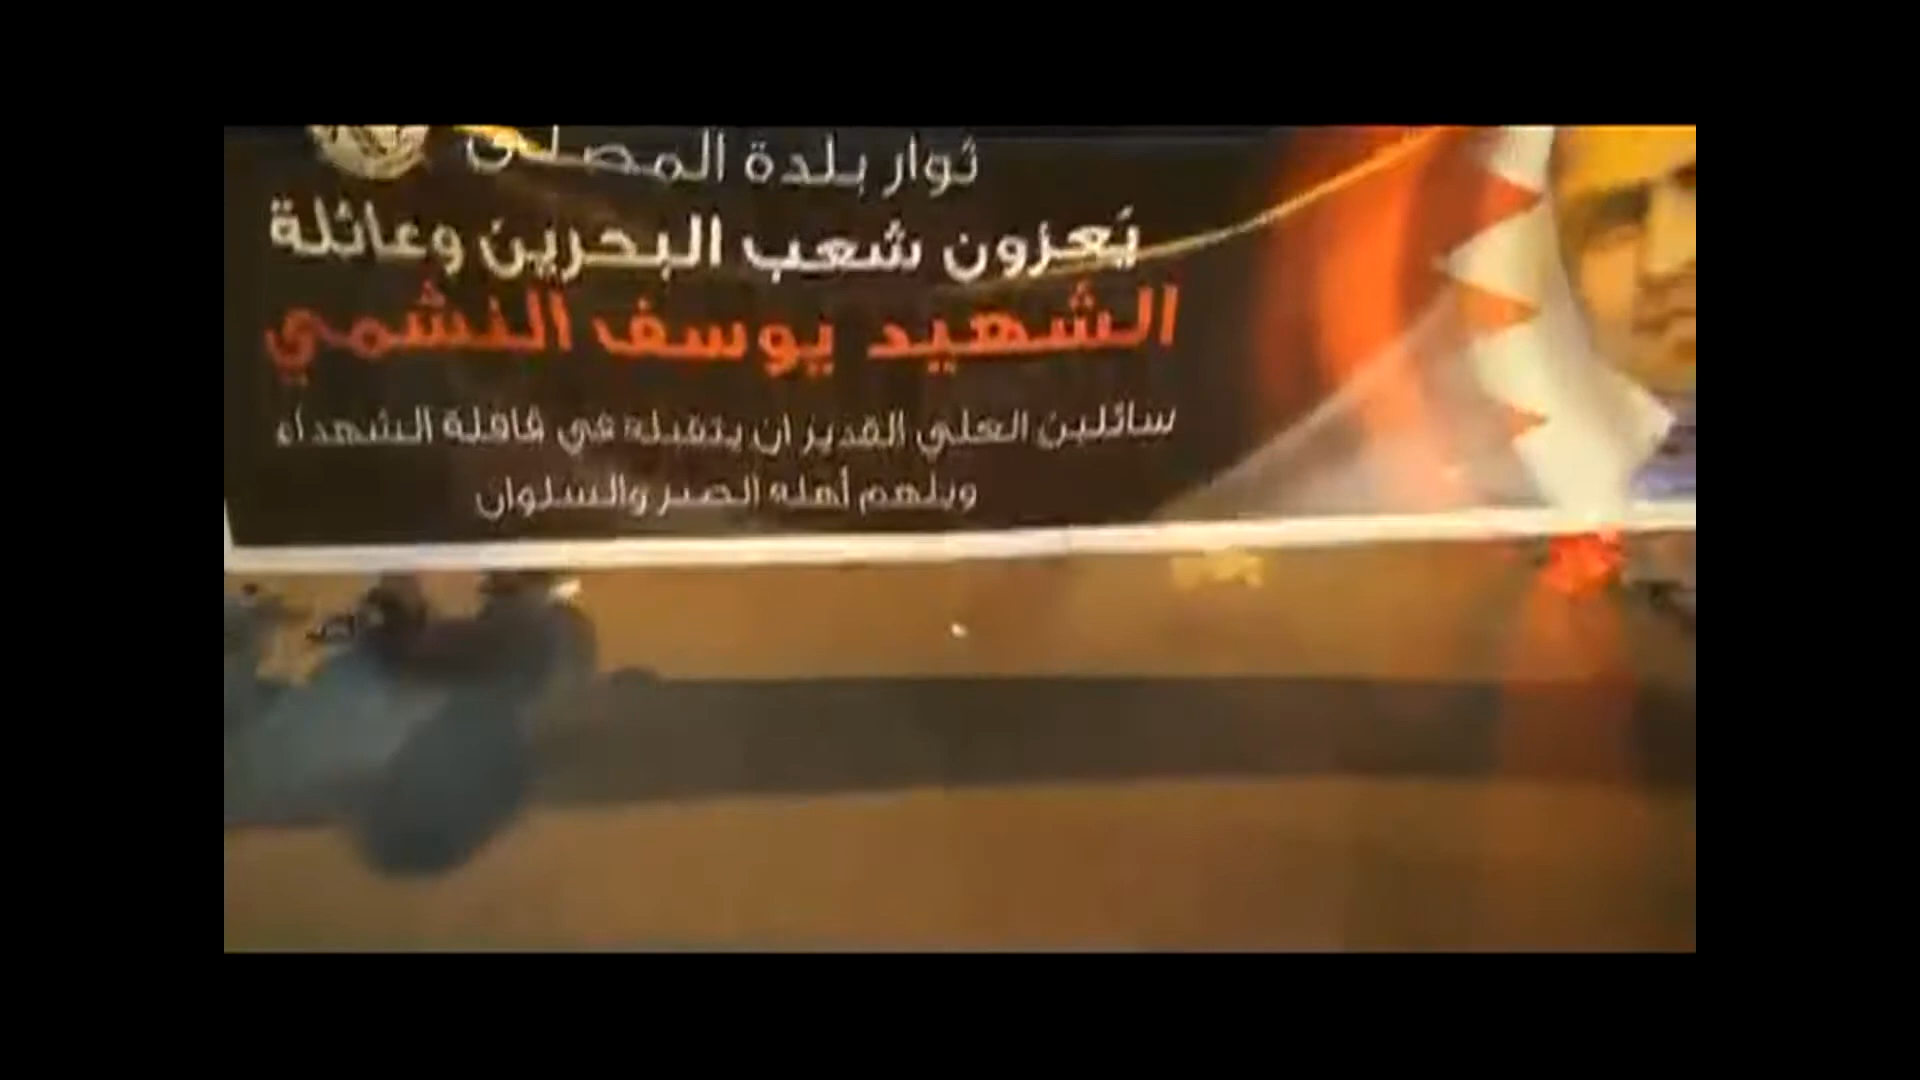 ثوار بلدة المصلى
يُعزون شعب البحرين وعائلة
الشهيد يوسف النشمي
سائلين العلي القدير ان يتقبله في قافلة الشهداء
ويلهم أهله الصبر والسلوان